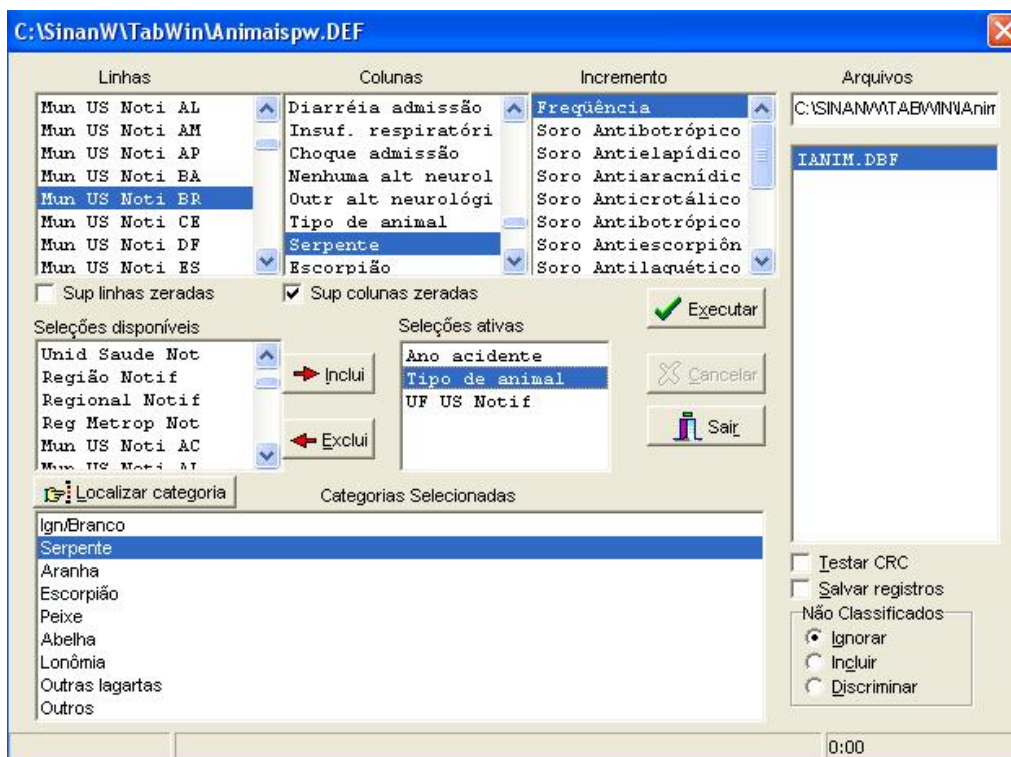 C:\SinanW\TabWin\Animaispw.DEF
Linhas
Mun US Noti AL
Mun US Noti AM
Mun US Noti AP
Mun US Noti BA
Mun US Noti BR
Mun US Noti CE
Mun US Noti DF
Mun US Noti ES
Sup linhas zeradas
Colunas
Diarréia admissão
Insuf. respiratóri
Choque admissão
Nenhuma alt neurol
Outr alt neurológi
Tipo de animal
Serpente
Escorpião
Sup colunas zeradas
Incremento
Freqüência
Soro Antibotrópico
Soro Antielapídico
Soro Antiaracnídic
Soro Anticrotálico
Soro Antibotrópico
Soro Antiescorpiôn
Soro Antilaquético
Arquivos
C:\SINANW\TABWIN\IAnim
IANIM.DBF
Executar
Cancelar
Sair
Seleções disponíveis
Unid Saude Not
Região Notif
Regional Notif
Reg Metrop Not
Mun US Noti AC
Mun US Noti AL
Inclui
Exclui
Seleções ativas
Ano acidente
Tipo de animal
UF US Notif
Localizar categoria
Categorias Selecionadas
Ign/Branco
Serpente
Aranha
Escorpião
Peixe
Abelha
Lonômia
Outras lagartas
Outros
Testar CRC
Salvar registros
Não Classificados
Ignorar
Incluir
Discriminar
0:00